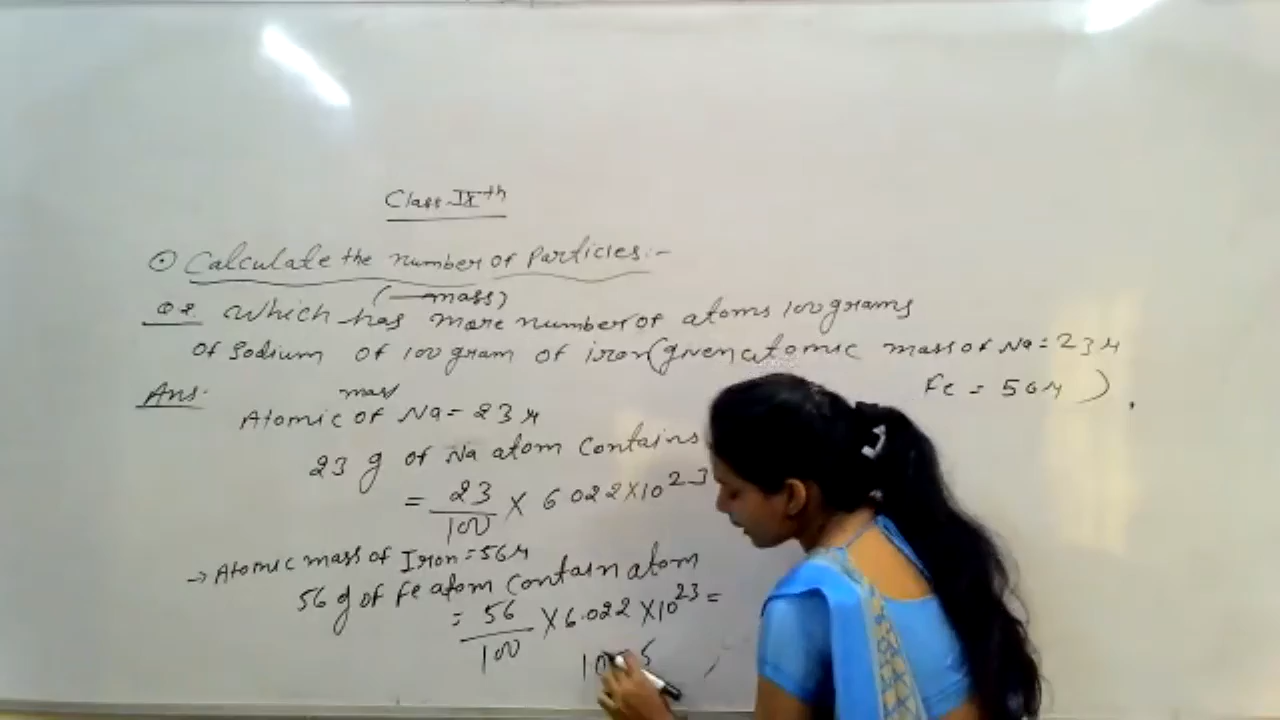 Class-IXth
⊙ Calculate the number of Particles:-
(—mass)
Q2 Which has more number of atoms 100 grams
of Sodium of 100 gram of iron (given atomic mass of Na = 23 u
Fe = 56 u ) .
Ans.
mass
Atomic of Na = 23 u
23 g of Na atom Contains
= 23/100 × 6 022 × 10^23
→ Atomic mass of Iron = 56 u
56 g of Fe atom Contain atom
= 56/100 × 6.022 × 10^23 =